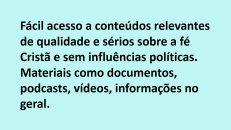 Fácil acesso a conteúdos relevantes
de qualidade e sérios sobre a fé
Cristã e sem influências políticas.
Materiais como documentos,
podcasts, vídeos, informações no
geral.